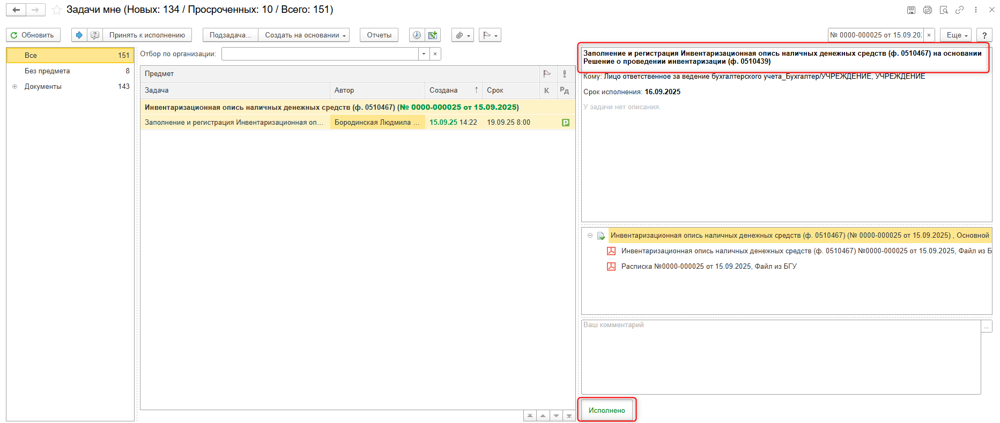 Задачи мне (Новых: 134 / Просроченных: 10 / Всего: 151)
Обновить
Принять к исполнению
Подзадача...
Создать на основании
Отчеты
№ 0000-000025 от 15.09.20
Еще
?
Все 151
Без предмета 8
Документы 143
Отбор по организации:
Предмет
Задача Автор Создана ↑ Срок К Рд
Инвентаризационная опись наличных денежных средств (ф. 0510467) (№ 0000-000025 от 15.09.2025)
Заполнение и регистрация Инвентаризационная оп... Бородинская Людмила ... 15.09.25 14:22 19.09.25 8:00 р
Заполнение и регистрация Инвентаризационная опись наличных денежных средств (ф. 0510467) на основании
Решение о проведении инвентаризации (ф. 0510439)
Кому: Лицо ответственное за ведение бухгалтерского учета_Бухгалтер/УЧРЕЖДЕНИЕ, УЧРЕЖДЕНИЕ
Срок исполнения: 16.09.2025
У задачи нет описания.
Инвентаризационная опись наличных денежных средств (ф. 0510467) (№ 0000-000025 от 15.09.2025) , Основной
Инвентаризационная опись наличных денежных средств (ф. 0510467) №0000-000025 от 15.09.2025, Файл из Б
Расписка №0000-000025 от 15.09.2025, Файл из БГУ
Ваш комментарий
...
Исполнено